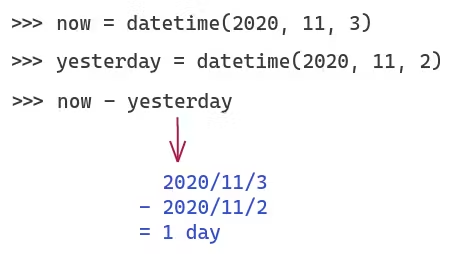 >>> now = datetime(2020, 11, 3)
>>> yesterday = datetime(2020, 11, 2)
>>> now - yesterday
2020/11/3
- 2020/11/2
= 1 day